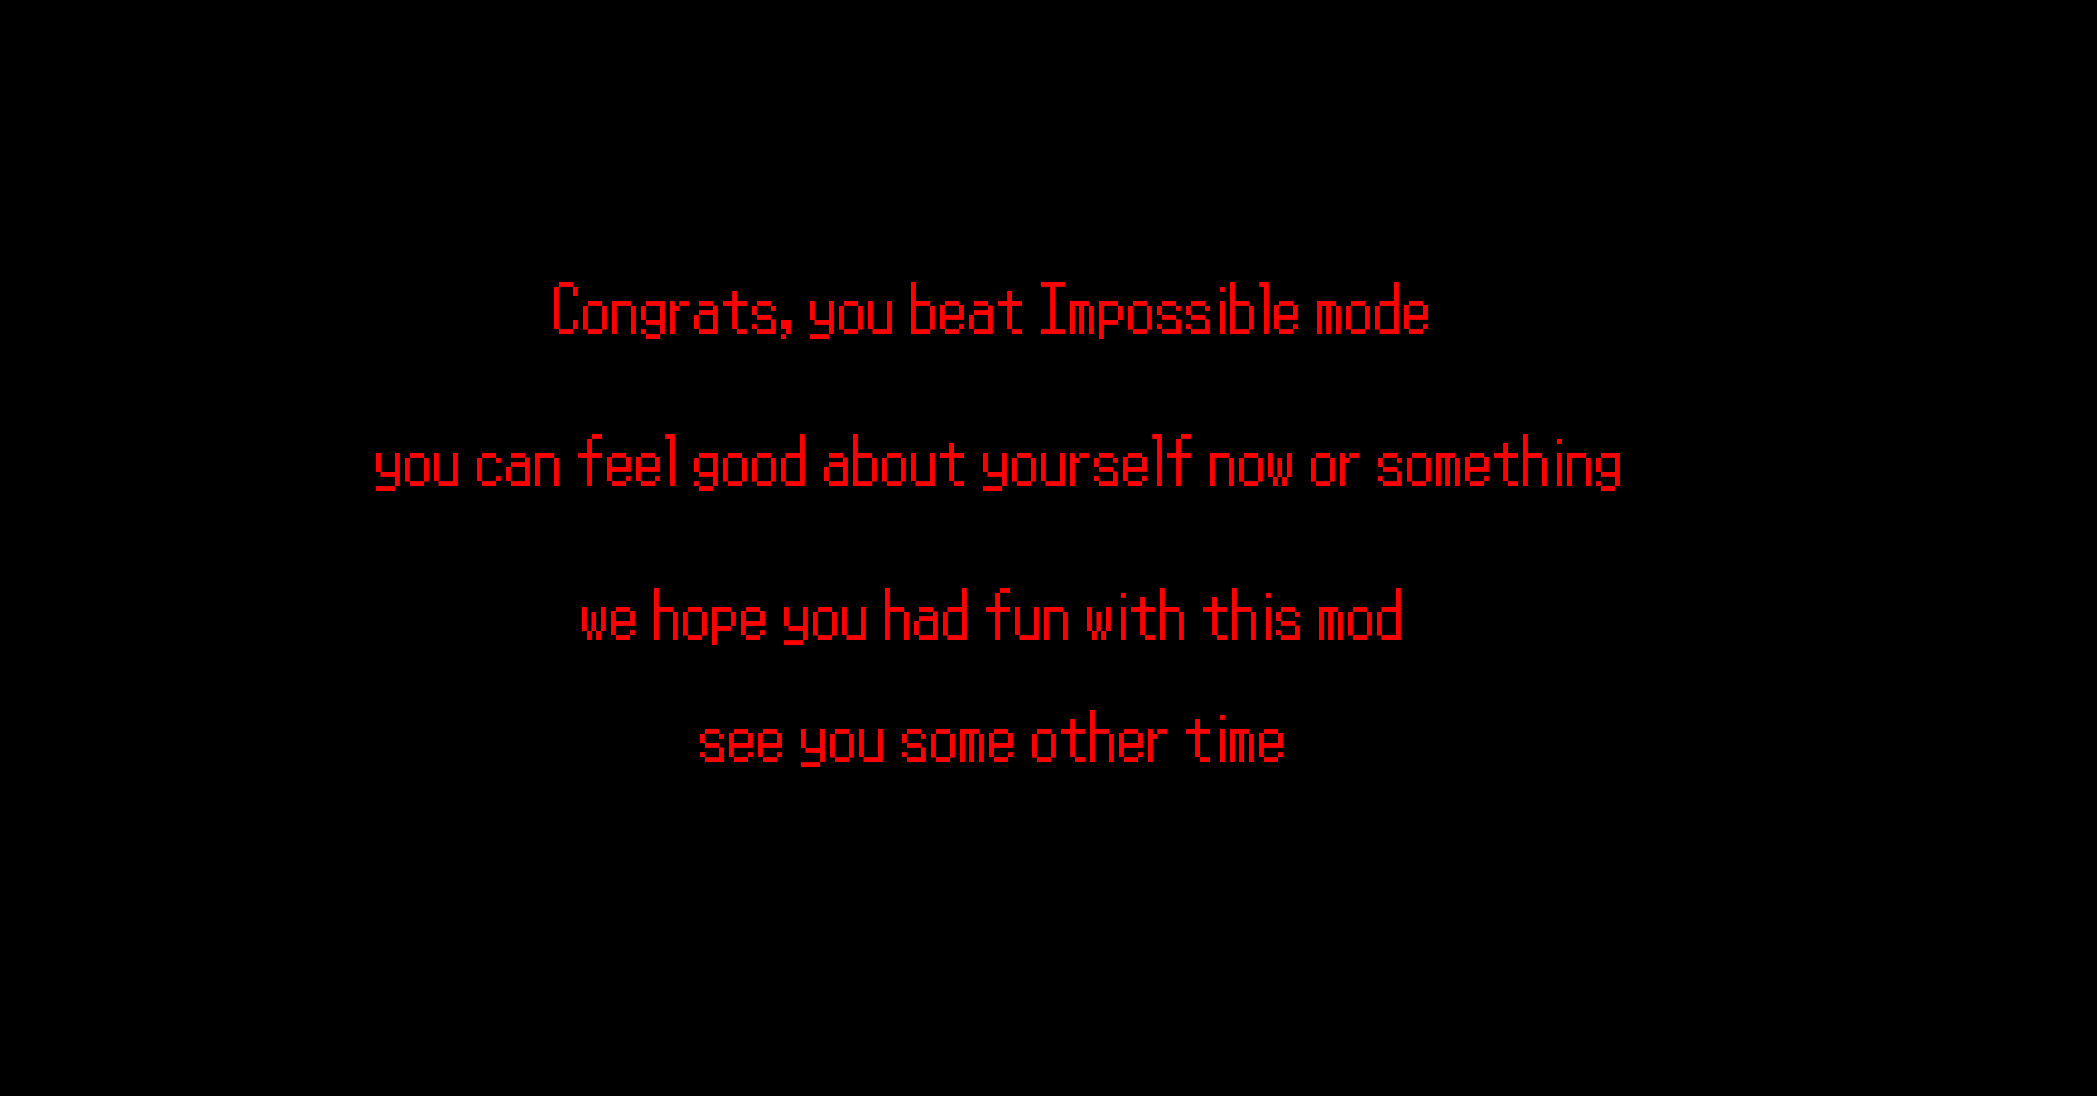 Congrats, you beat Impossible mode
you can feel good about yourself now or something
we hope you had fun with this mod
see you some other time